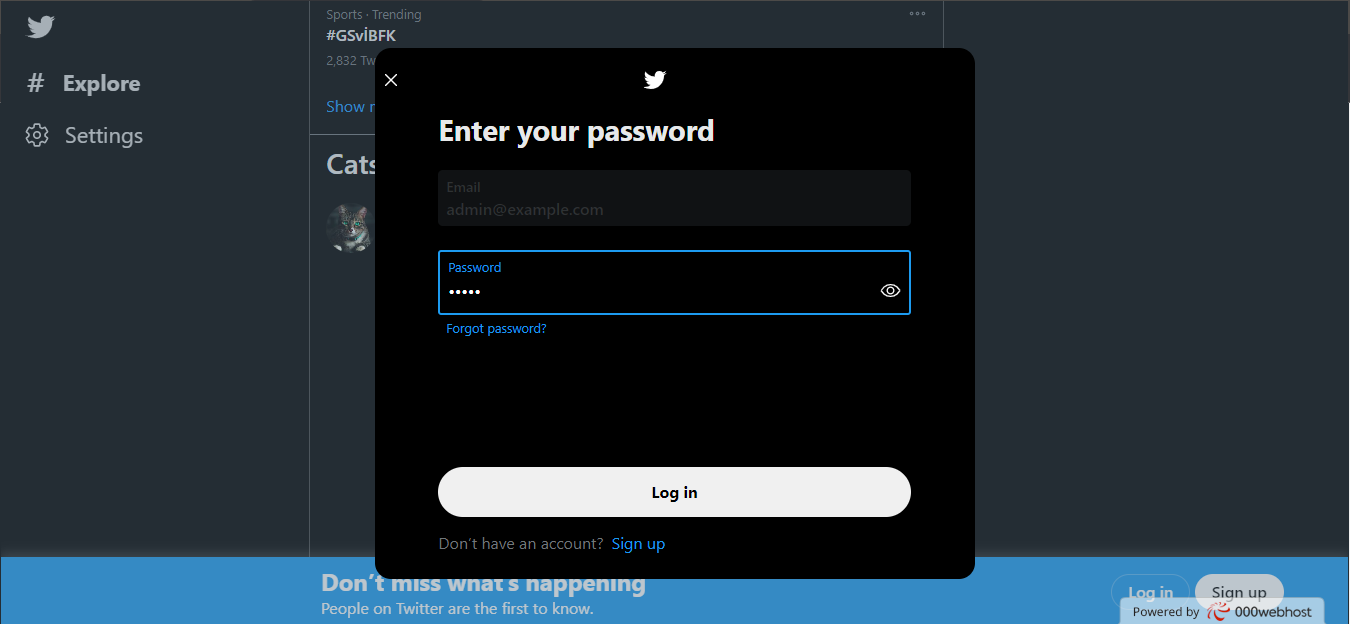 Sports · Trending
#GSvİBFK
2,832 Tw
Show r
Explore
Settings
Cats
Enter your password
Email
admin@example.com
Password
•••••
Forgot password?
Log in
Don’t have an account? Sign up
Don’t miss what’s happening
People on Twitter are the first to know.
Log in
Sign up
Powered by 000webhost